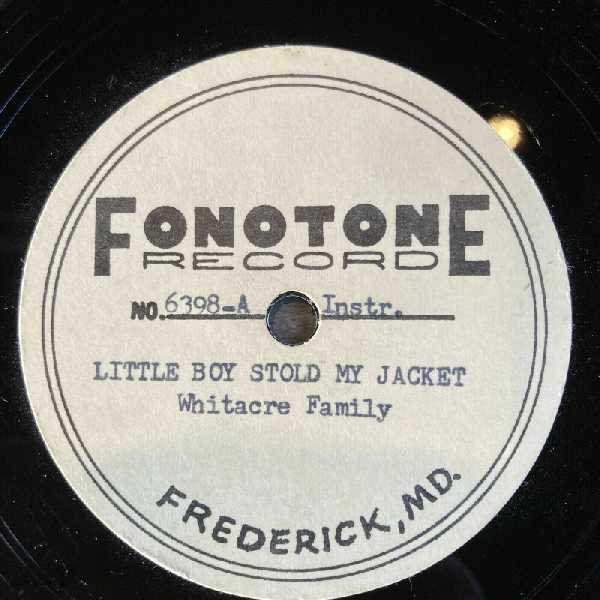 FONOTONE
RECORD
NO. 6398-A Instr.
LITTLE BOY STOLD MY JACKET
Whitacre Family
FREDERICK, MD.